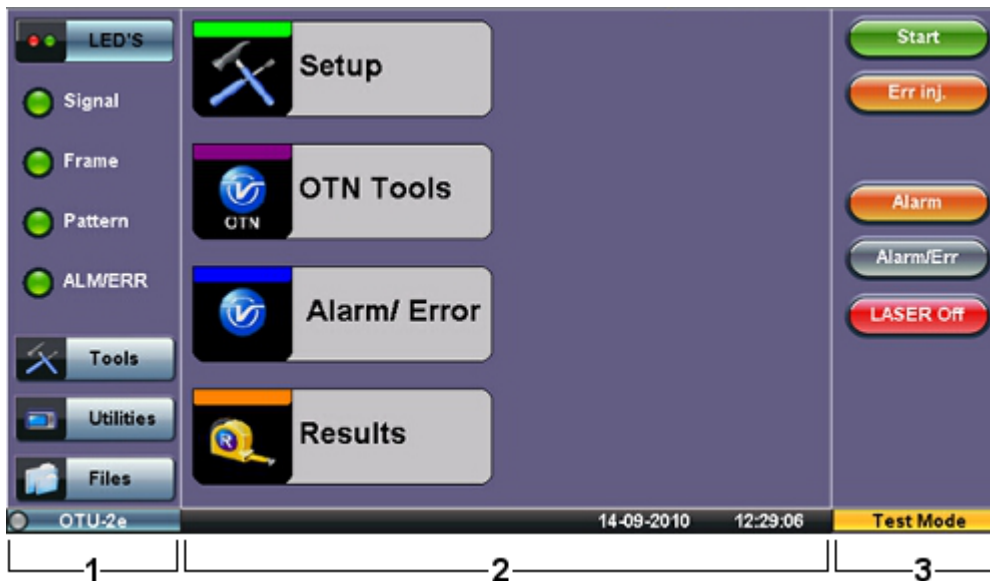 LED'S
Signal
Frame
Pattern
ALM/ERR
Tools
Utilities
Files
OTU-2e
Setup
OTN
OTN Tools
Alarm/ Error
R
Results
14-09-2010 12:29:06
Start
Err inj.
Alarm
Alarm/Err
LASER Off
Test Mode
1
2
3